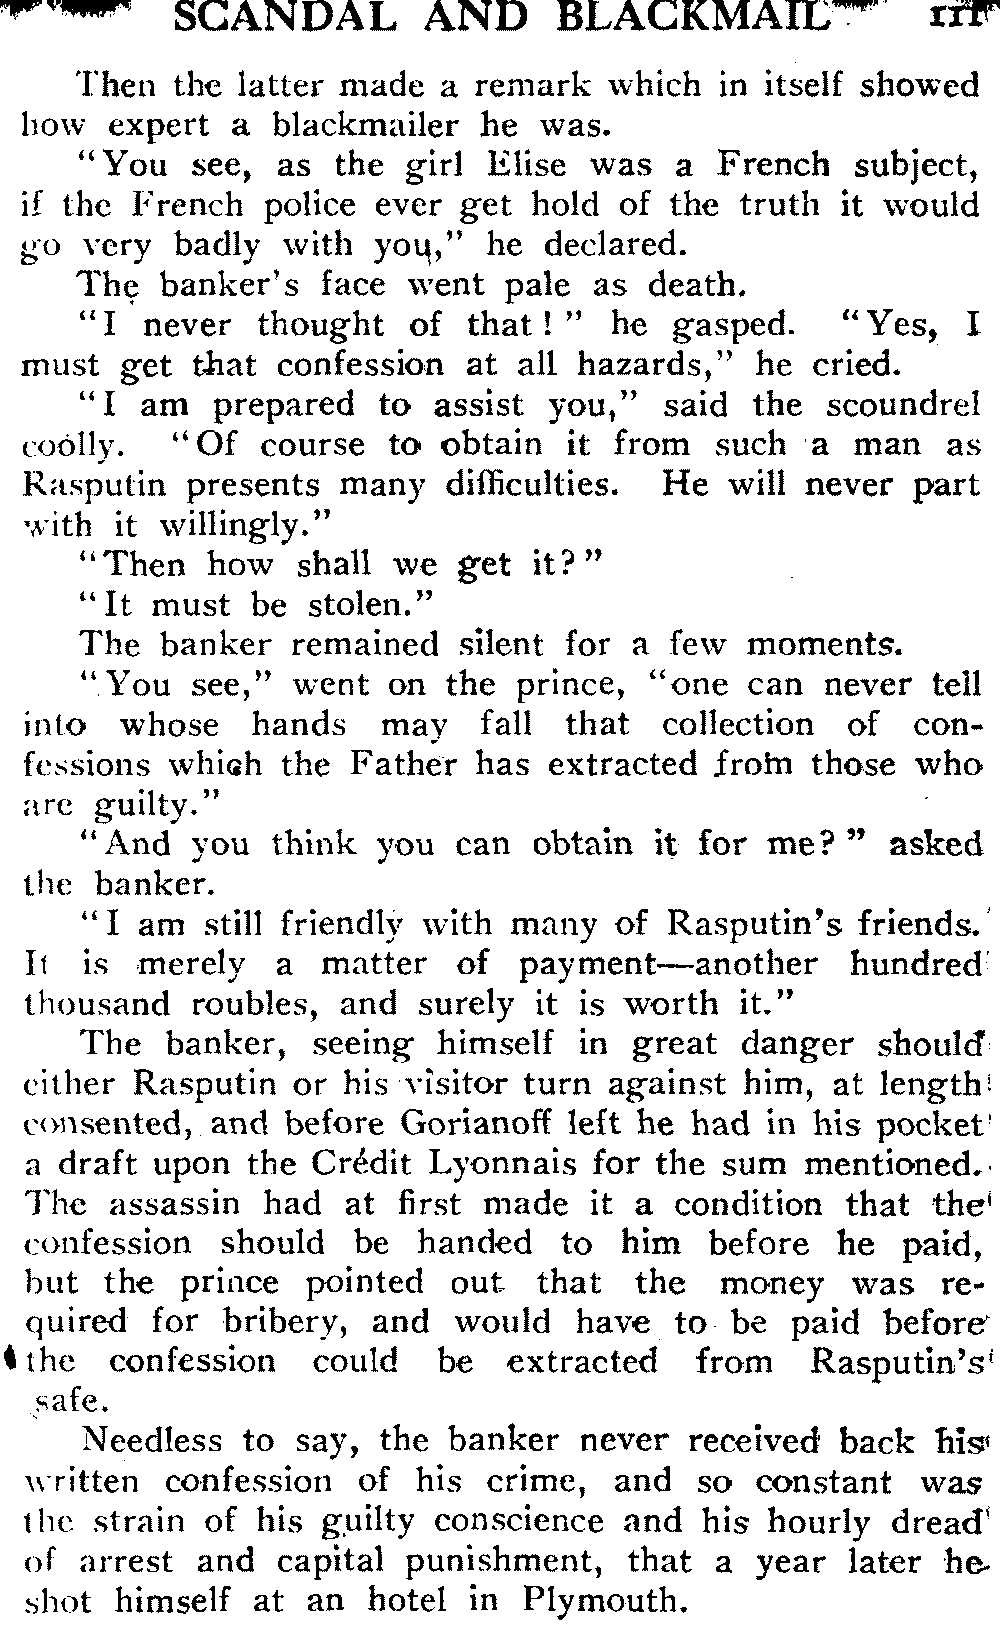 SCANDAL AND BLACKMAIL 111
Then the latter made a remark which in itself showed
how expert a blackmailer he was.
"You see, as the girl Elise was a French subject,
if the French police ever get hold of the truth it would
go very badly with you," he declared.
The banker's face went pale as death.
"I never thought of that! " he gasped. "Yes, I
must get that confession at all hazards," he cried.
"I am prepared to assist you," said the scoundrel
coolly. "Of course to obtain it from such a man as
Rasputin presents many difficulties. He will never part
with it willingly."
"Then how shall we get it? "
"It must be stolen."
The banker remained silent for a few moments.
"You see," went on the prince, "one can never tell
into whose hands may fall that collection of con-
fessions which the Father has extracted from those who
are guilty."
"And you think you can obtain it for me? " asked
the banker.
"I am still friendly with many of Rasputin's friends.
It is merely a matter of payment—another hundred
thousand roubles, and surely it is worth it."
The banker, seeing himself in great danger should
either Rasputin or his visitor turn against him, at length
consented, and before Gorianoff left he had in his pocket
a draft upon the Crédit Lyonnais for the sum mentioned.
The assassin had at first made it a condition that the
confession should be handed to him before he paid,
but the prince pointed out that the money was re-
quired for bribery, and would have to be paid before
the confession could be extracted from Rasputin's
safe.
Needless to say, the banker never received back his
written confession of his crime, and so constant was
the strain of his guilty conscience and his hourly dread
of arrest and capital punishment, that a year later he
shot himself at an hotel in Plymouth.